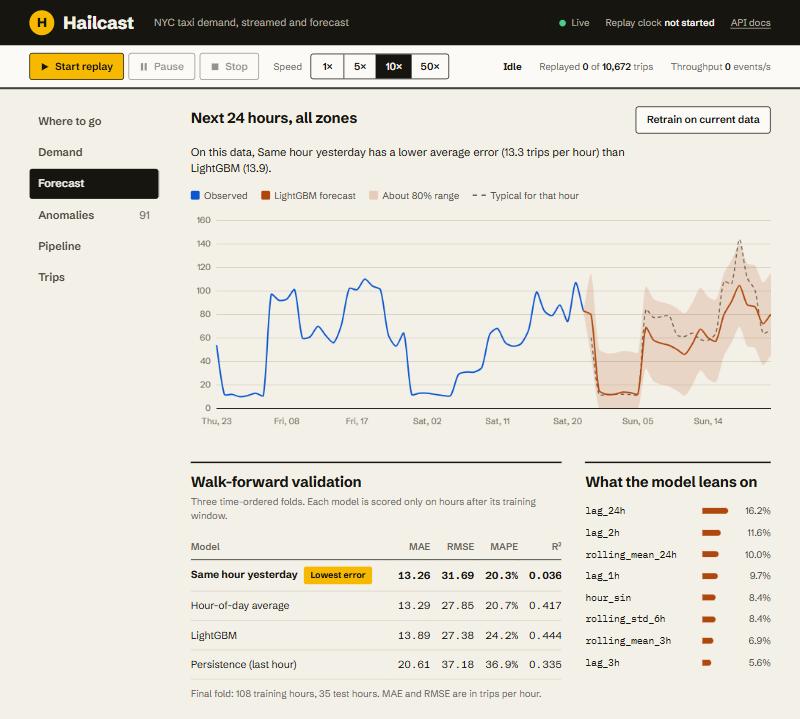 H Hailcast NYC taxi demand, streamed and forecast Live Replay clock not started API docs
Start replay Pause Stop Speed 1× 5× 10× 50× Idle Replayed 0 of 10,672 trips Throughput 0 events/s
Where to go
Demand
Forecast
Anomalies 91
Pipeline
Trips
Next 24 hours, all zones Retrain on current data
On this data, Same hour yesterday has a lower average error (13.3 trips per hour) than
LightGBM (13.9).
Observed LightGBM forecast About 80% range Typical for that hour
160
140
120
100
80
60
40
20
0
Thu, 23 Fri, 08 Fri, 17 Sat, 02 Sat, 11 Sat, 20 Sun, 05 Sun, 14
Walk-forward validation
Three time-ordered folds. Each model is scored only on hours after its training
window.
Model MAE RMSE MAPE R²
Same hour yesterday Lowest error 13.26 31.69 20.3% 0.036
Hour-of-day average 13.29 27.85 20.7% 0.417
LightGBM 13.89 27.38 24.2% 0.444
Persistence (last hour) 20.61 37.18 36.9% 0.335
Final fold: 108 training hours, 35 test hours. MAE and RMSE are in trips per hour.
What the model leans on
lag_24h 16.2%
lag_2h 11.6%
rolling_mean_24h 10.0%
lag_1h 9.7%
hour_sin 8.4%
rolling_std_6h 8.4%
rolling_mean_3h 6.9%
lag_3h 5.6%